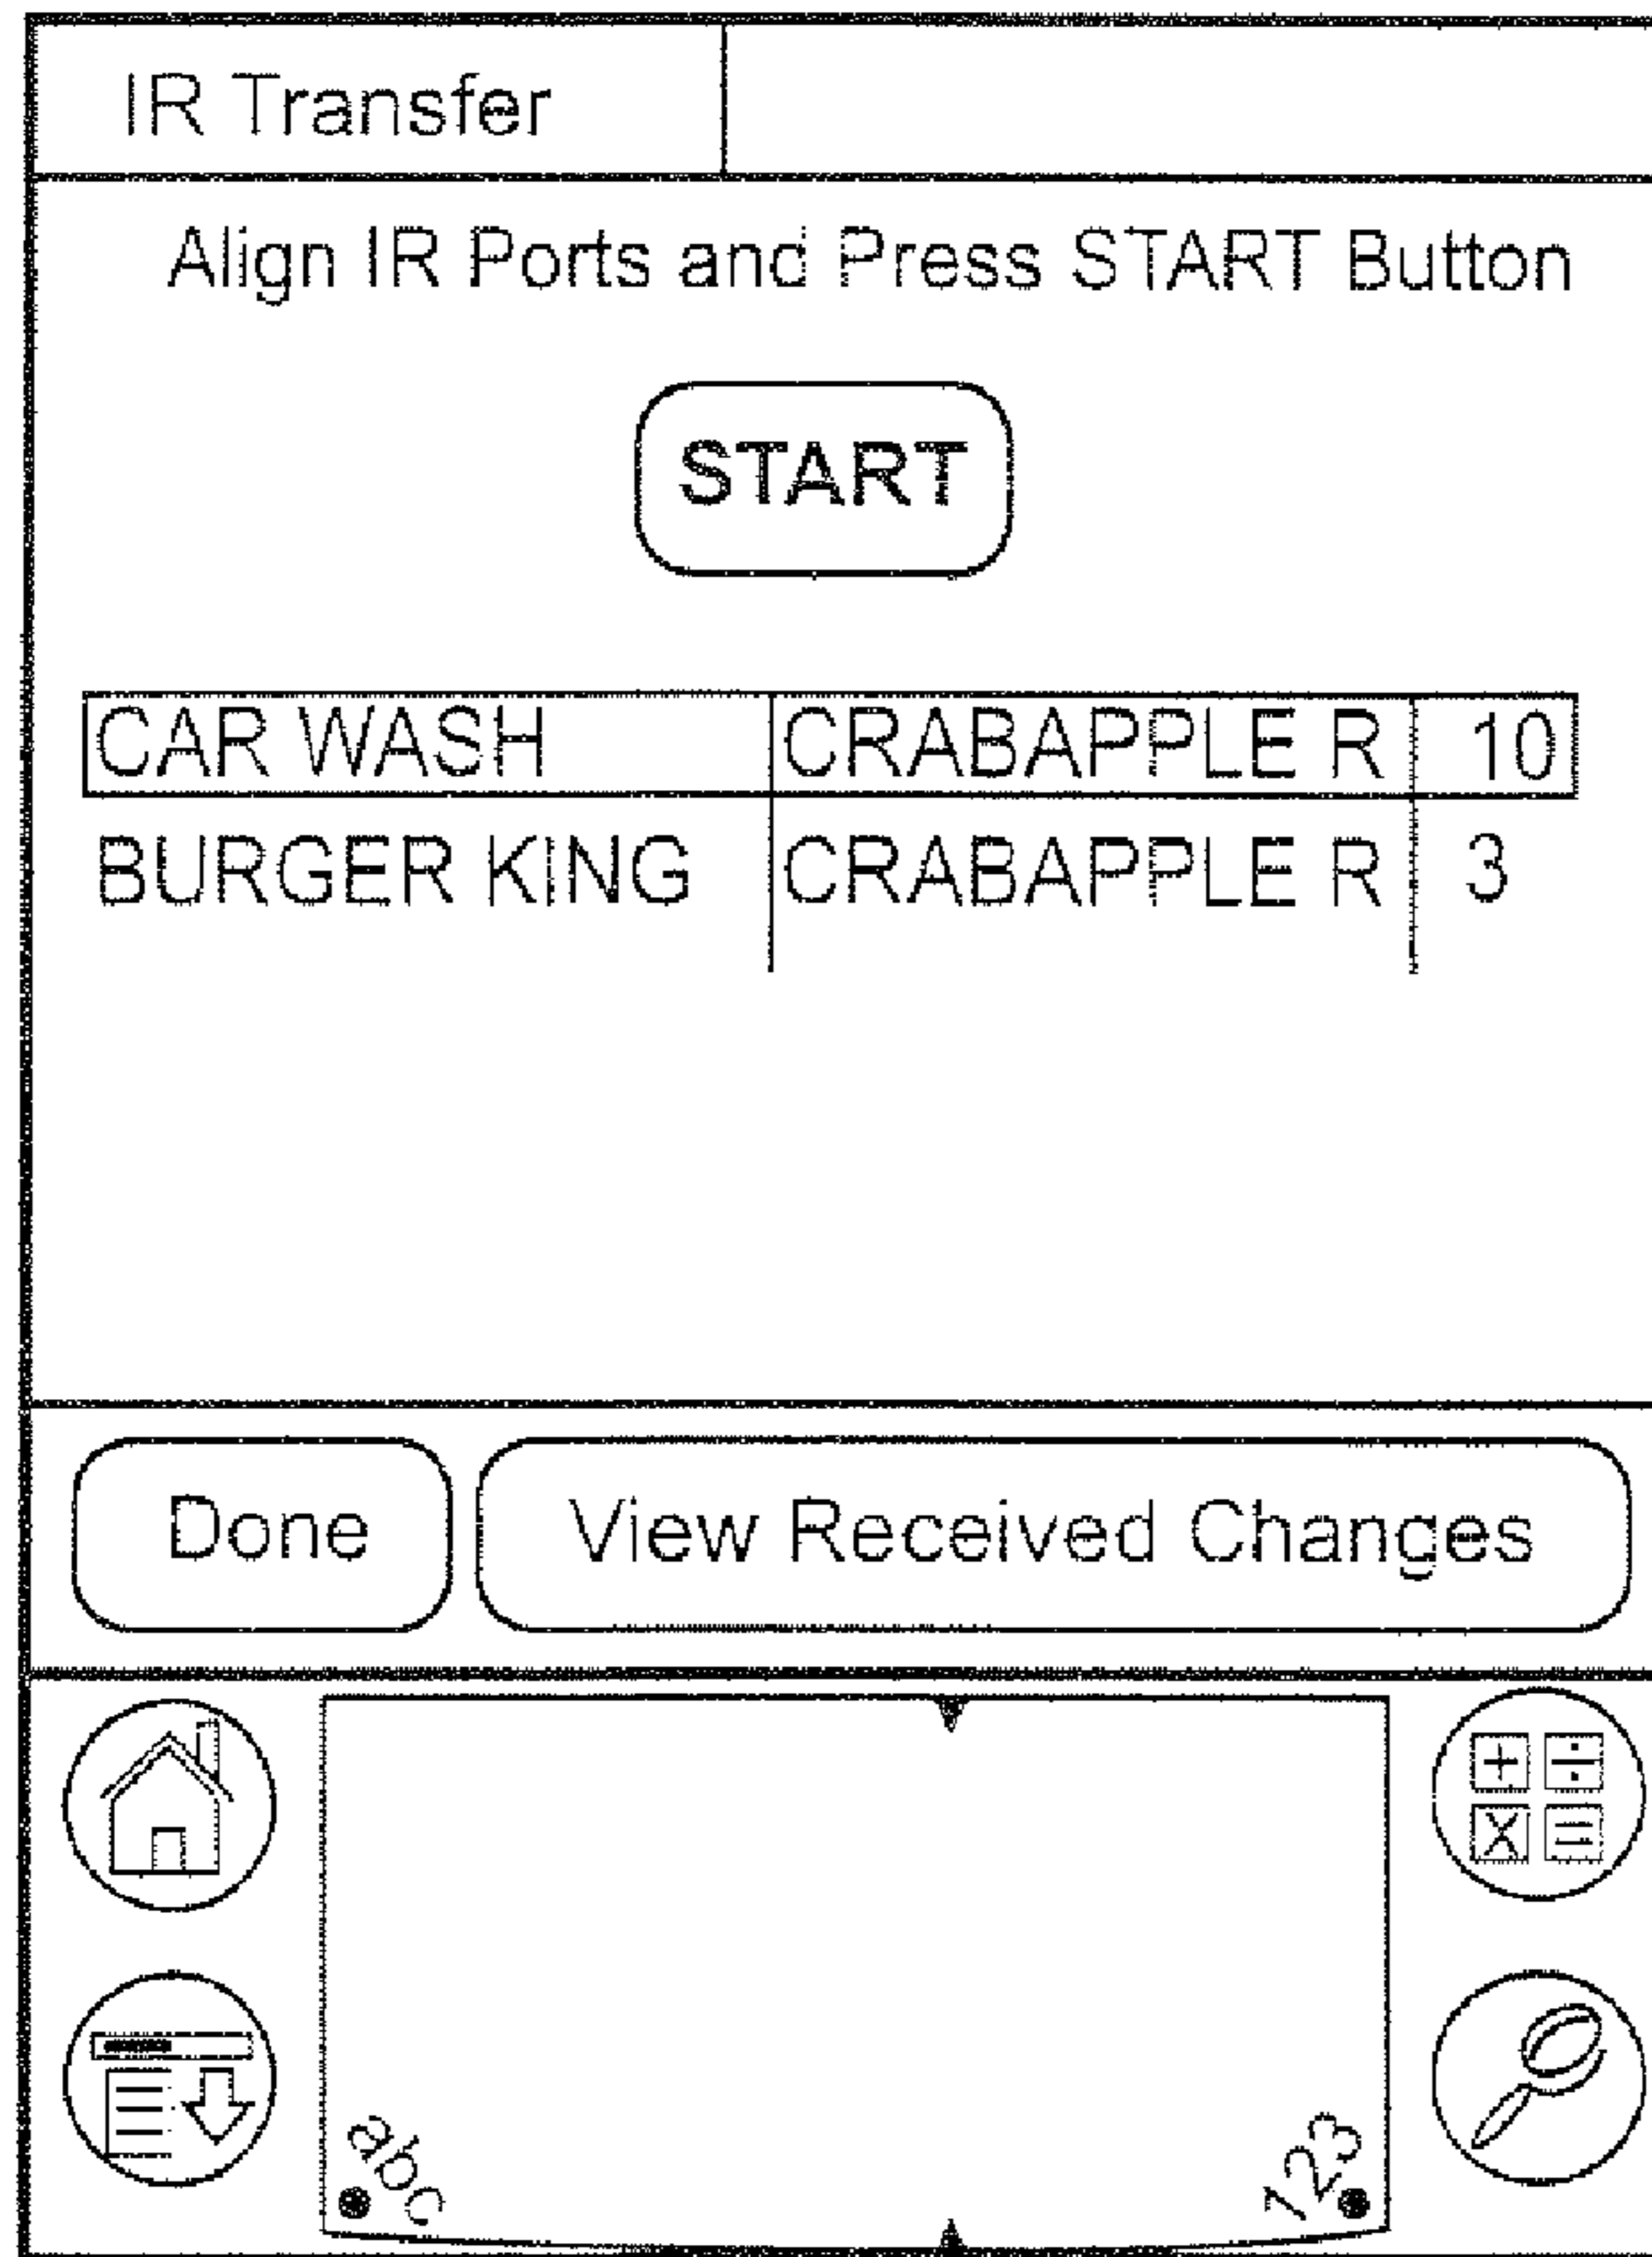 IR Transfer
Align IR Ports and Press START Button
START
CAR WASH CRABAPPLE R 10
BURGER KING CRABAPPLE R 3
Done View Received Changes
+ ÷
X =
abc 123